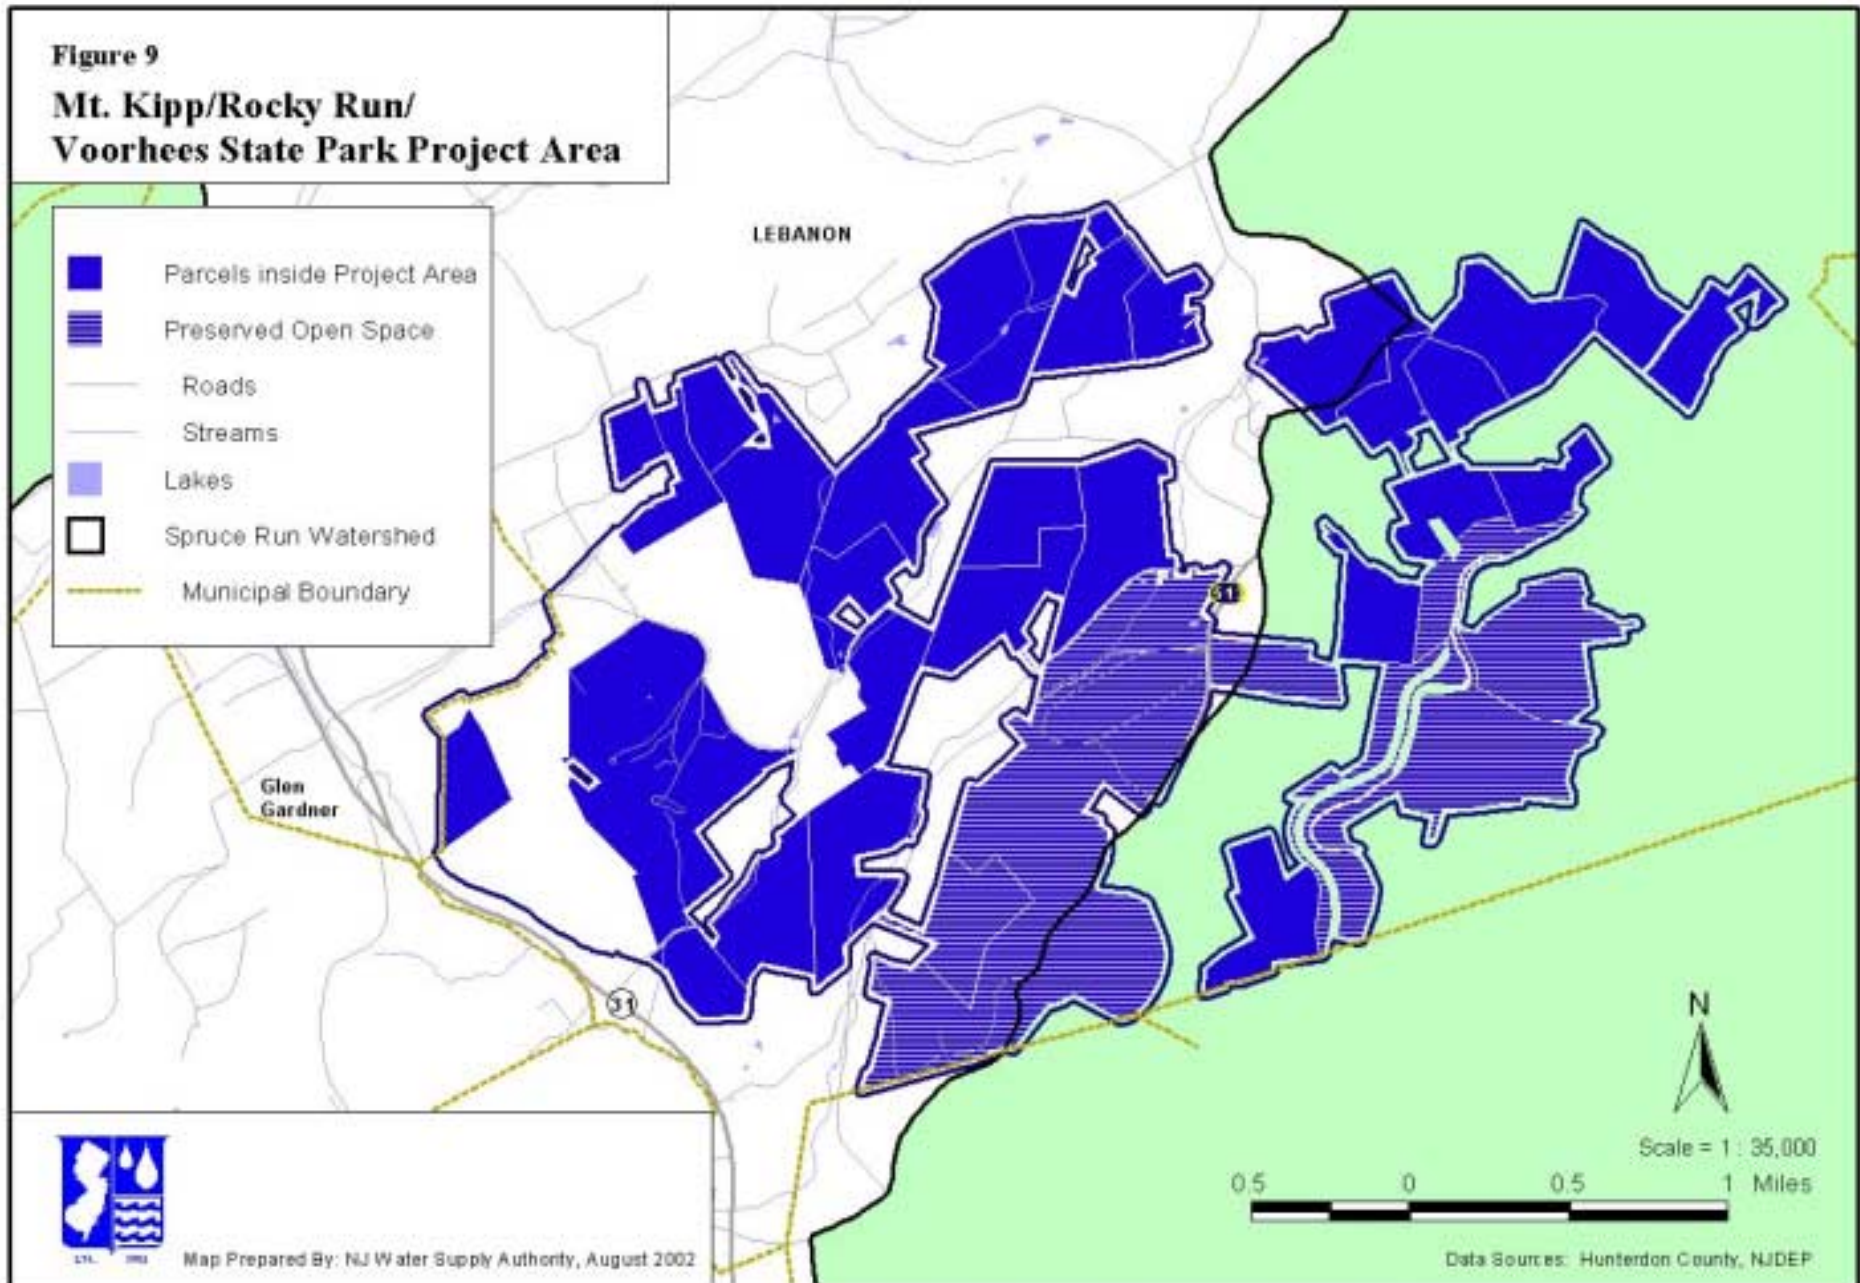 Figure 9
Mt. Kipp/Rocky Run/
Voorhees State Park Project Area
Parcels inside Project Area
Preserved Open Space
Roads
Streams
Lakes
Spruce Run Watershed
Municipal Boundary
LEBANON
Glen
Gardner
31
N
Scale = 1 : 35,000
0.5 0 0.5 1 Miles
Map Prepared By: NJ Water Supply Authority, August 2002
Data Sources: Hunterdon County, NJDEP